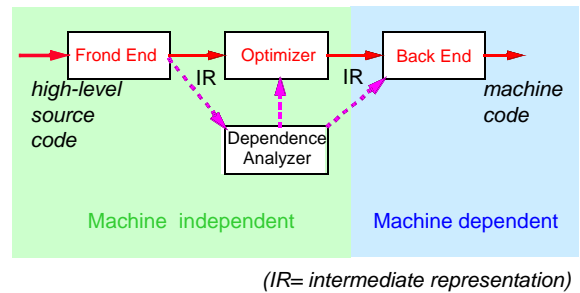 Frond End
Optimizer
Back End
IR
IR
high-level
source
code
machine
code
Dependence
Analyzer
Machine independent
Machine dependent
(IR= intermediate representation)